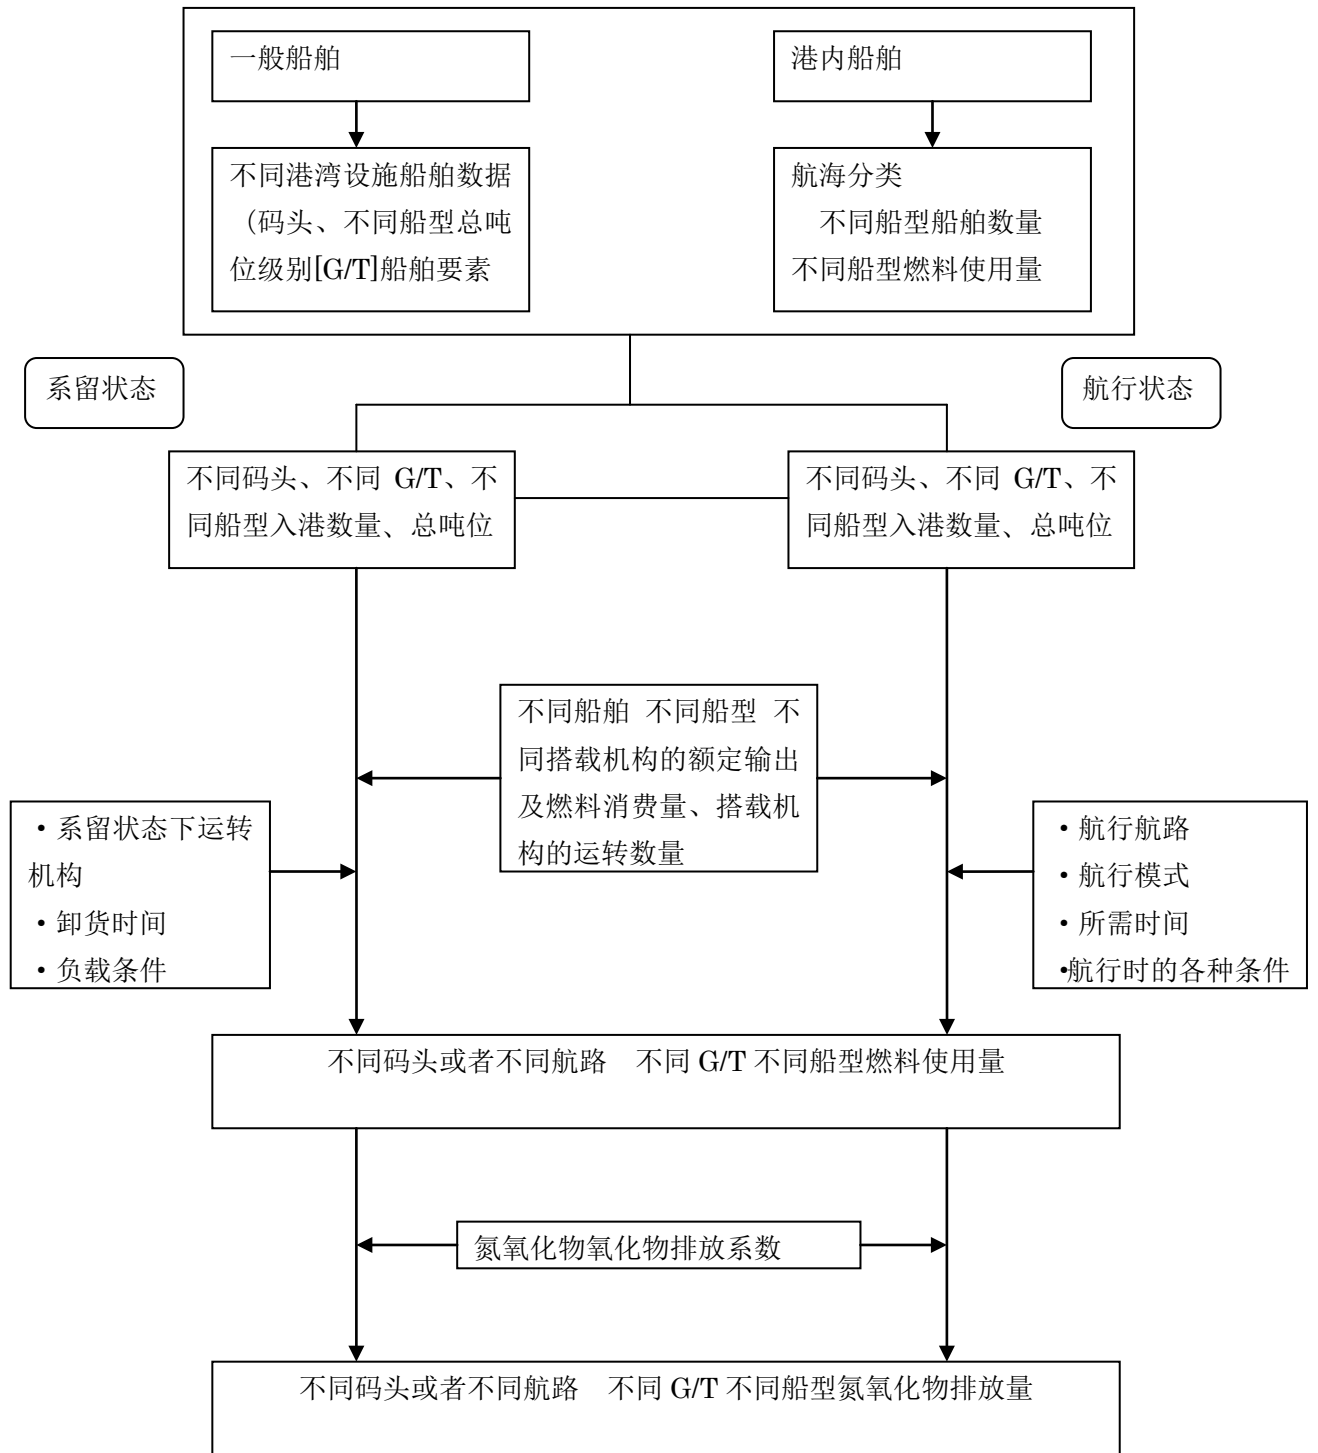 一般船舶
港内船舶
不同港湾设施船舶数据
（码头、不同船型总吨
位级别[G/T]船舶要素
航海分类
不同船型船舶数量
不同船型燃料使用量
系留状态
航行状态
不同码头、不同 G/T、不
同船型入港数量、总吨位
不同码头、不同 G/T、不
同船型入港数量、总吨位
不同船舶 不同船型 不
同搭载机构的额定输出
及燃料消费量、搭载机
构的运转数量
・系留状态下运转
机构
・卸货时间
・负载条件
・航行航路
・航行模式
・所需时间
・航行时的各种条件
不同码头或者不同航路　不同 G/T 不同船型燃料使用量
氮氧化物氧化物排放系数
不同码头或者不同航路　不同 G/T 不同船型氮氧化物排放量